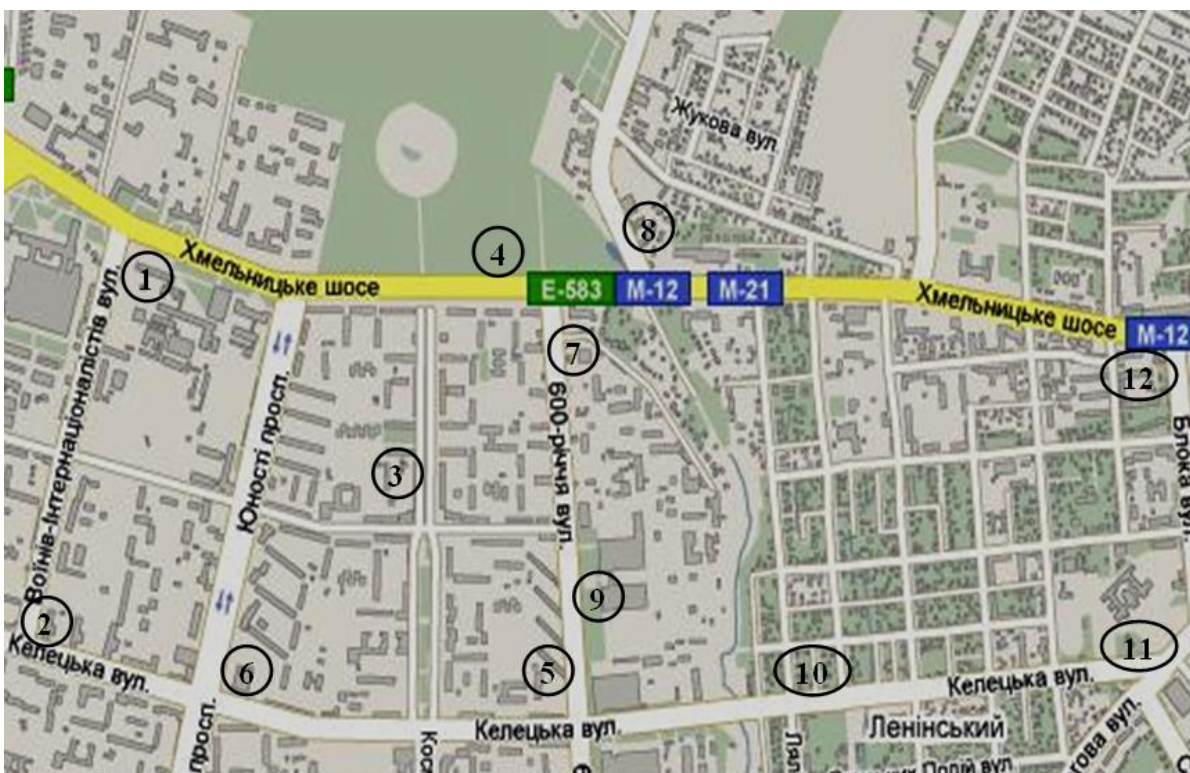 Жукова вул.
8
4
1
Хмельницьке шосе
E-583
M-12
M-21
Хмельницьке шосе
M-12
Воїнів-Інтернаціоналістів вул.
Юності просп.
7
600-річчя вул.
12
Блока вул.
3
9
2
Келецька вул.
6
5
10
11
Келецька вул.
Келецька вул.
Ленінський
просп.